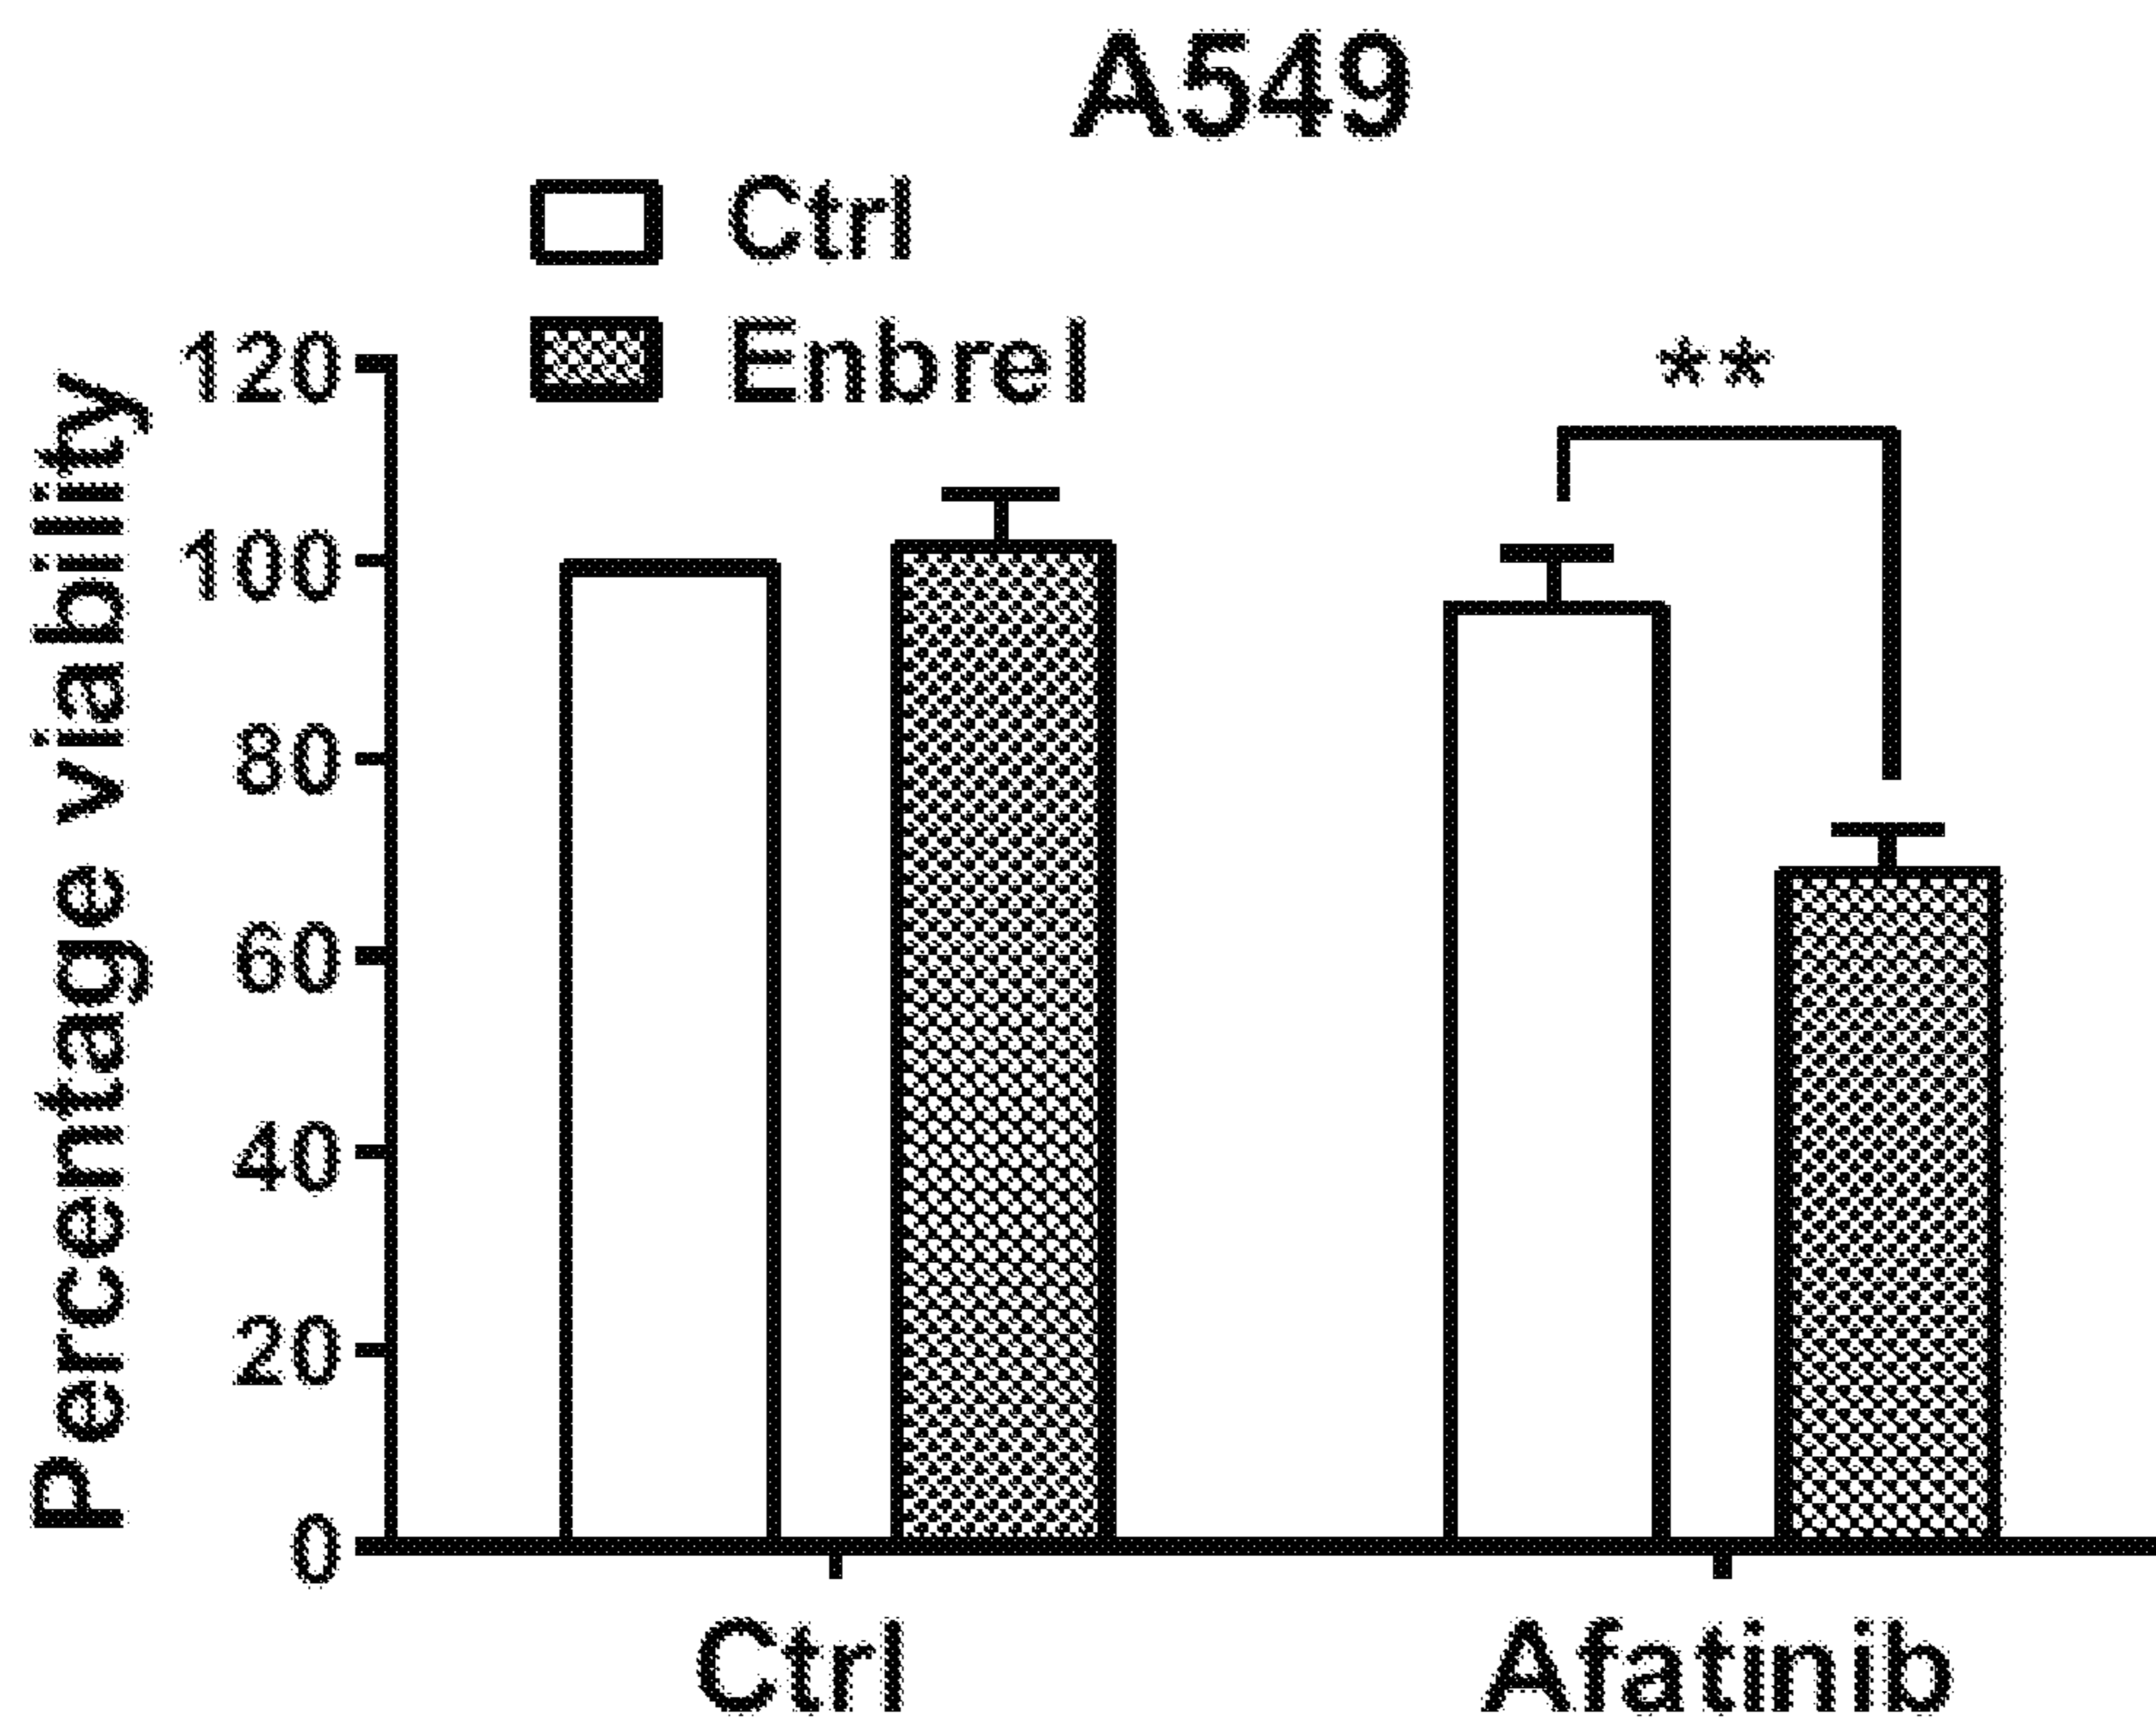 A549
Ctrl
Enbrel
**
Percentage viability
120
100
80
60
40
20
0
Ctrl
Afatinib